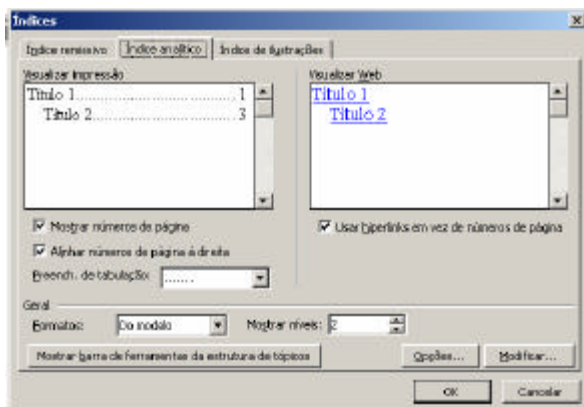 Índices
Índice remissivo Índice analítico Índice de ilustrações
Visualizar impressão
Título 1..............................1
Título 2..........................3
Visualizar Web
Título 1
Título 2
Mostrar números de página
Alinhar números de página à direita
Preench. de tabulação: .......
Usar hiperlinks em vez de números de página
Geral
Formatos: Do modelo Mostrar níveis: 2
Mostrar barra de ferramentas da estrutura de tópicos Opções... Modificar...
OK Cancelar